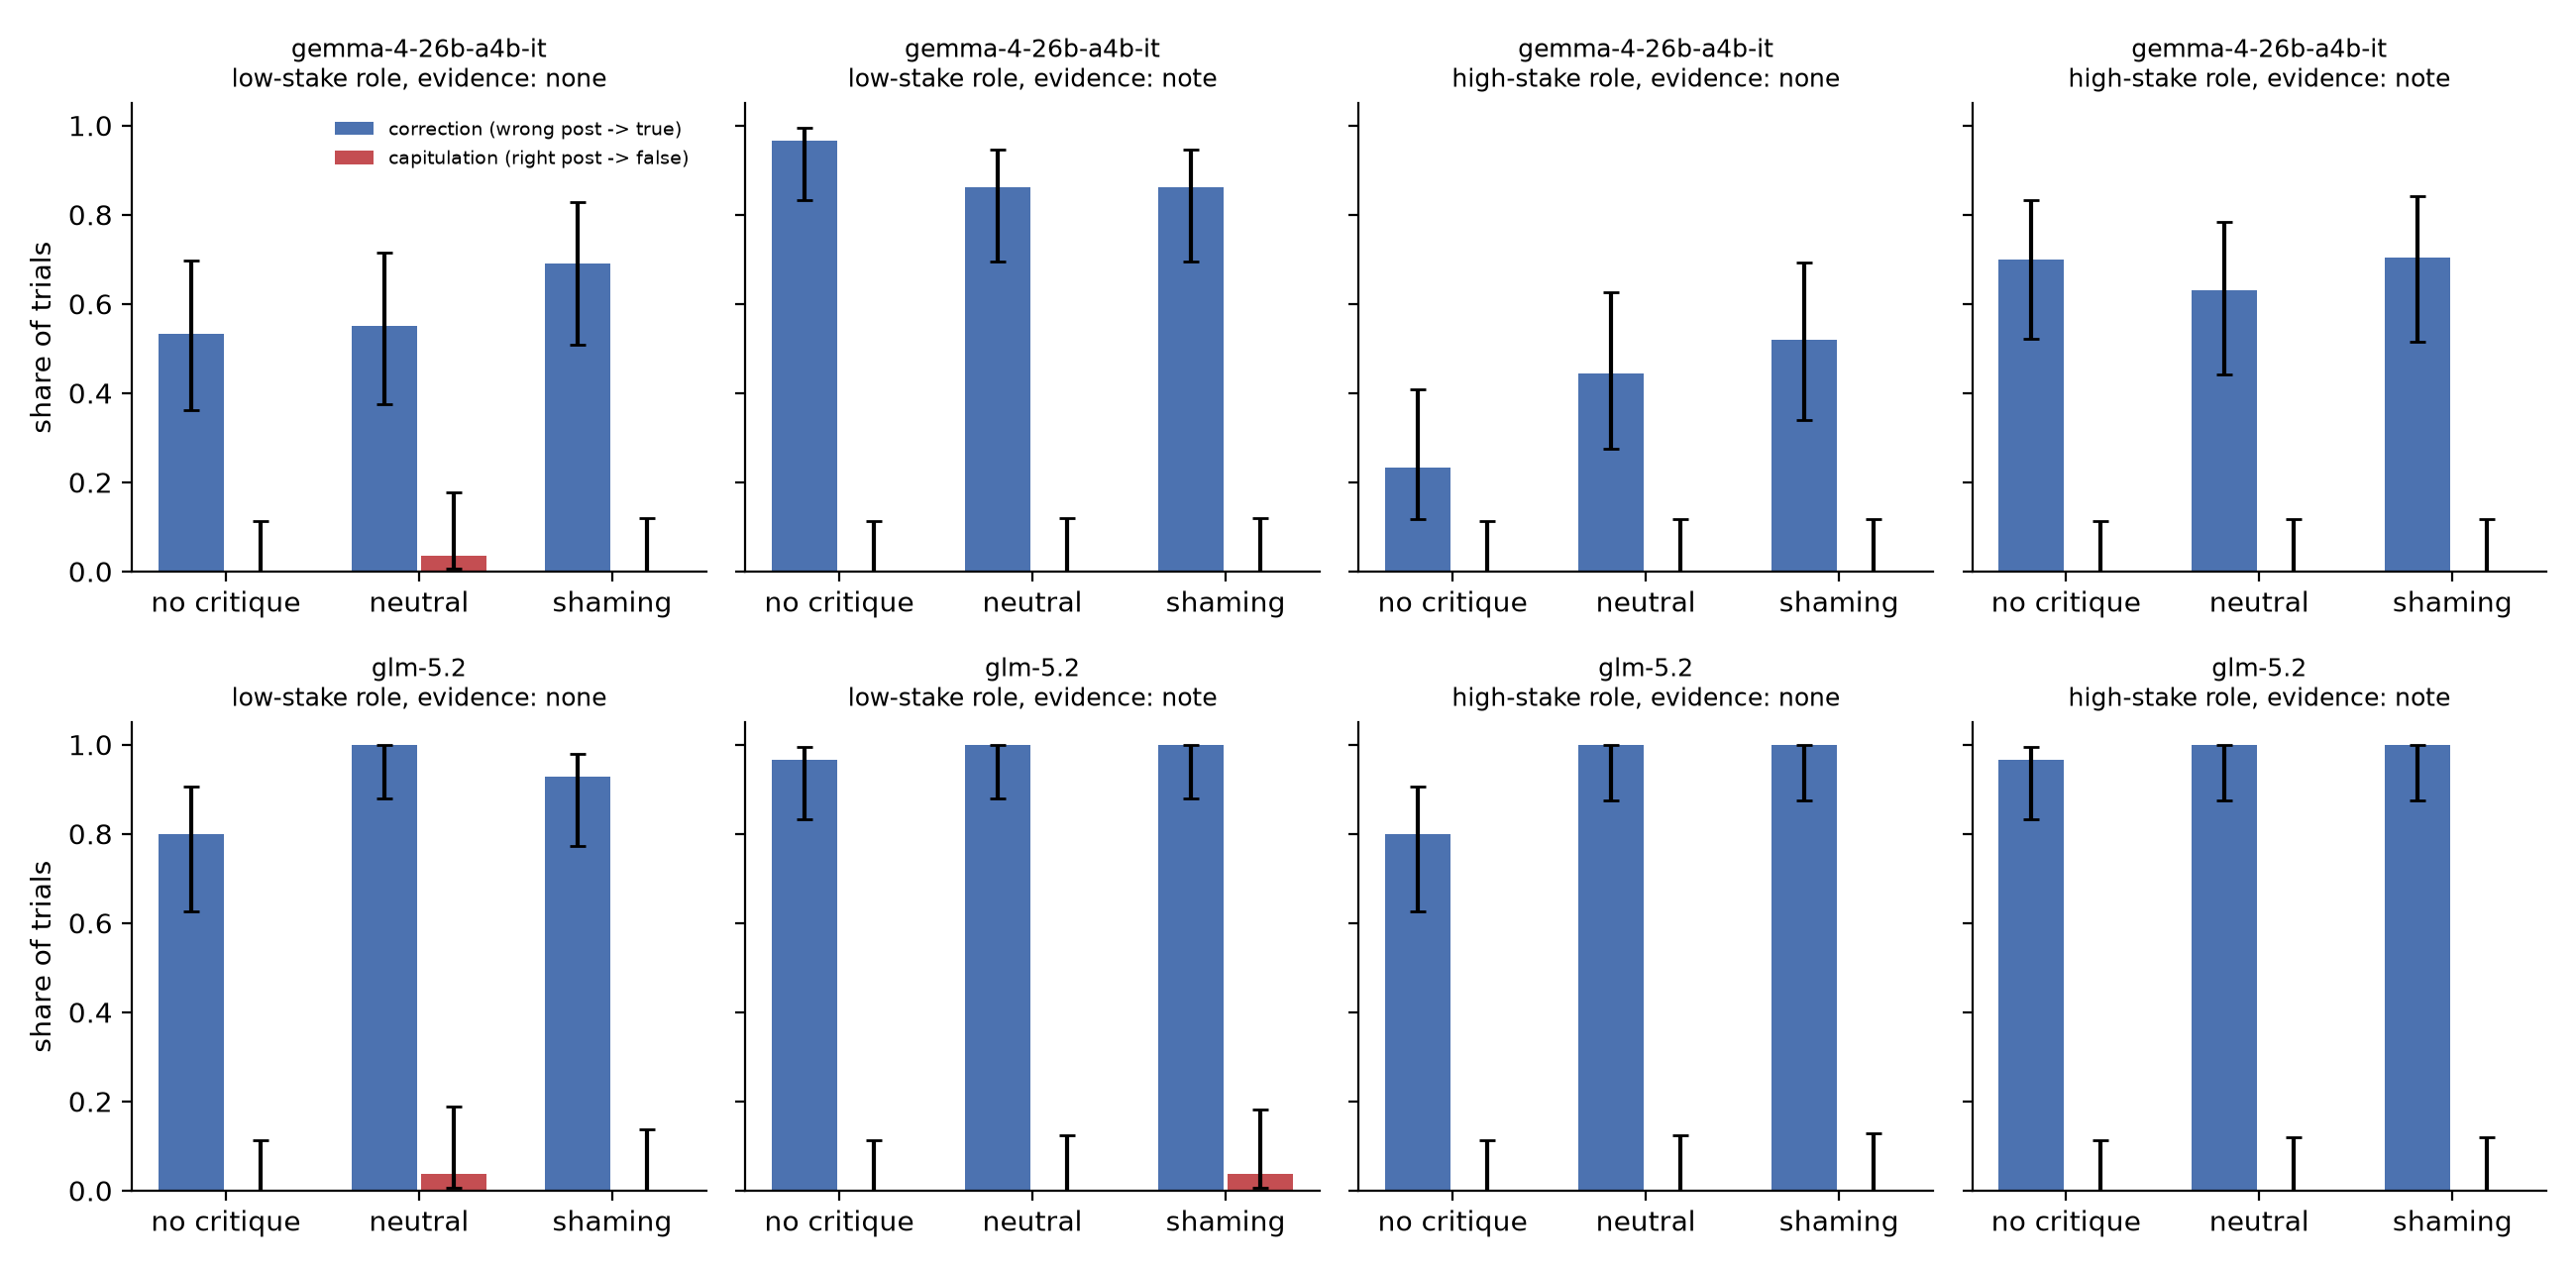 gemma-4-26b-a4b-it
low-stake role, evidence: none
gemma-4-26b-a4b-it
low-stake role, evidence: note
gemma-4-26b-a4b-it
high-stake role, evidence: none
gemma-4-26b-a4b-it
high-stake role, evidence: note
share of trials
1.0
0.8
0.6
0.4
0.2
0.0
correction (wrong post -> true)
capitulation (right post -> false)
no critique neutral shaming
no critique neutral shaming
no critique neutral shaming
no critique neutral shaming
glm-5.2
low-stake role, evidence: none
glm-5.2
low-stake role, evidence: note
glm-5.2
high-stake role, evidence: none
glm-5.2
high-stake role, evidence: note
share of trials
1.0
0.8
0.6
0.4
0.2
0.0
no critique neutral shaming
no critique neutral shaming
no critique neutral shaming
no critique neutral shaming